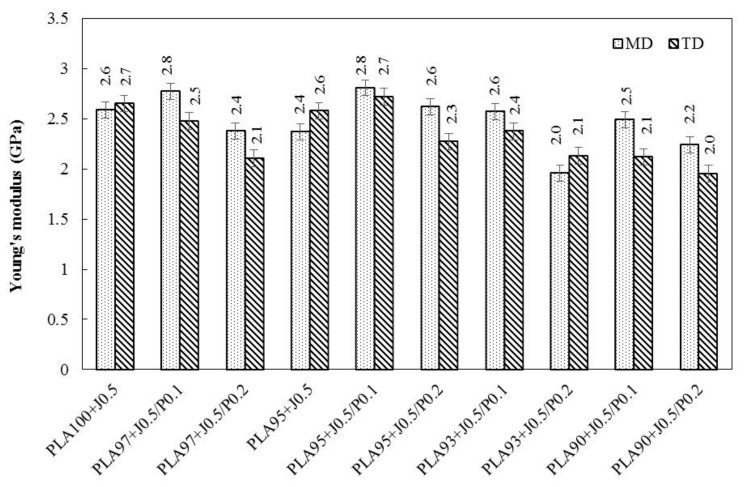 3.5
3
2.5
2
1.5
1
0.5
0
Young's modulus (GPa)
MD TD
2.6 2.7 2.8 2.5 2.4 2.1 2.4 2.6 2.8 2.7 2.6 2.3 2.6 2.4 2.0 2.1 2.5 2.1 2.2 2.0
PLA100+J0.5
PLA97+J0.5/P0.1
PLA97+J0.5/P0.2
PLA95+J0.5
PLA95+J0.5/P0.1
PLA95+J0.5/P0.2
PLA93+J0.5/P0.1
PLA93+J0.5/P0.2
PLA90+J0.5/P0.1
PLA90+J0.5/P0.2